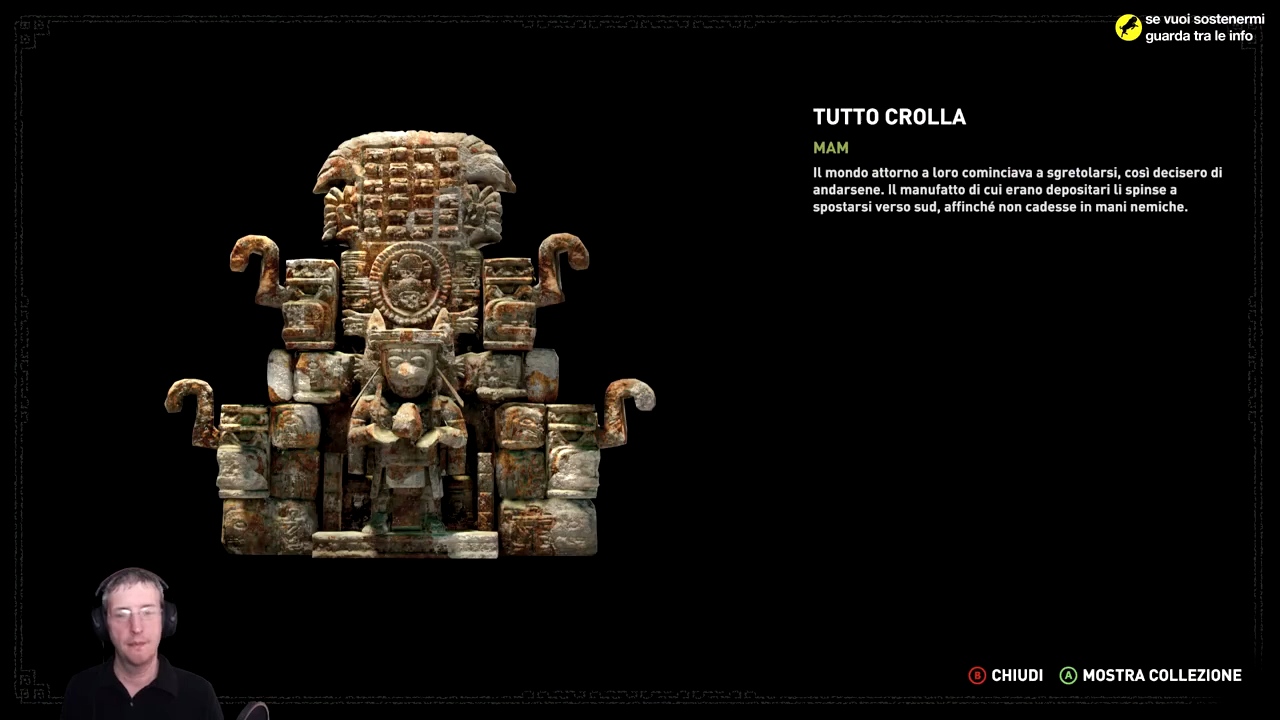 se vuoi sostenermi
guarda tra le info
TUTTO CROLLA
MAM
Il mondo attorno a loro cominciava a sgretolarsi, così decisero di
andarsene. Il manufatto di cui erano depositari li spinse a
spostarsi verso sud, affinché non cadesse in mani nemiche.
B CHIUDI A MOSTRA COLLEZIONE